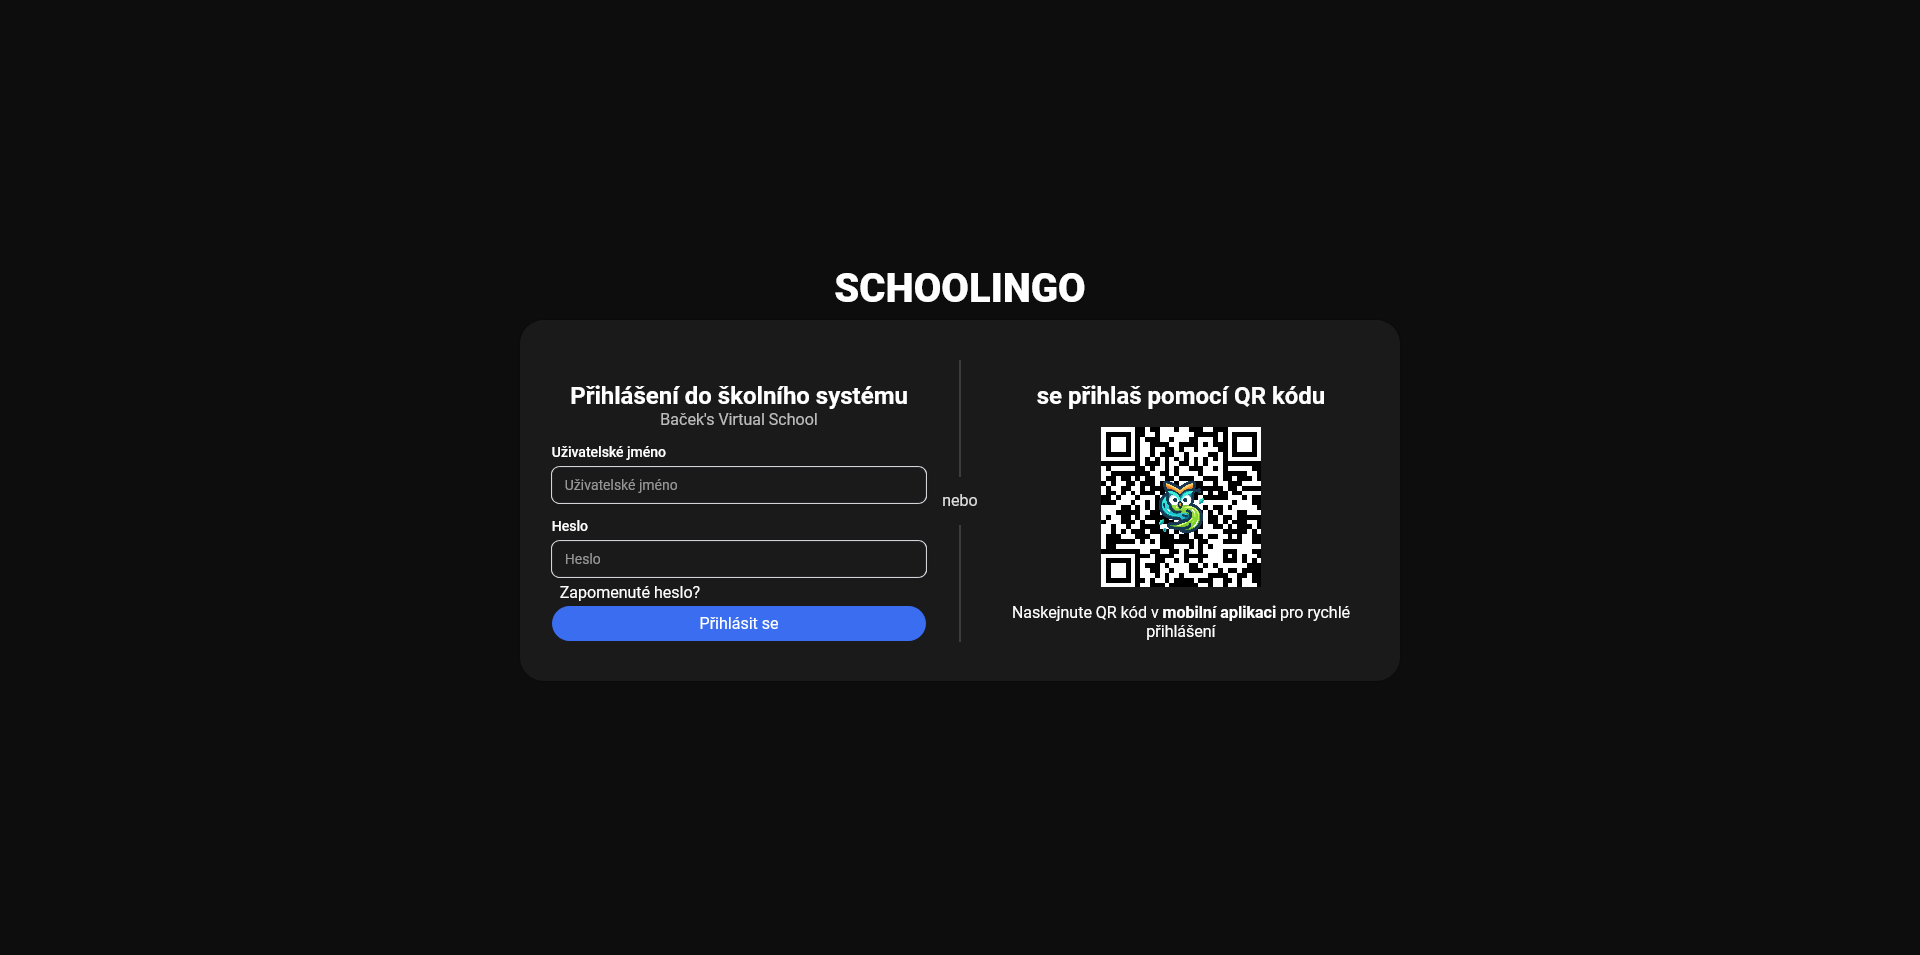 SCHOOLINGO
Přihlášení do školního systému
Baček's Virtual School
Uživatelské jméno
Uživatelské jméno
Heslo
Heslo
Zapomenuté heslo?
Přihlásit se
nebo
se přihlaš pomocí QR kódu
Naskejnute QR kód v mobilní aplikaci pro rychlé
přihlášení